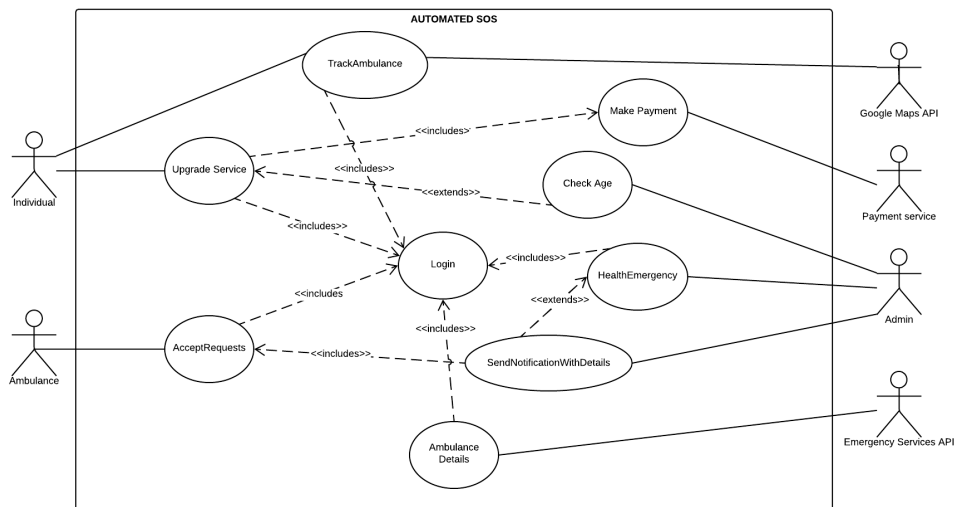 AUTOMATED SOS
TrackAmbulance
Google Maps API
Make Payment
<<includes>
Upgrade Service
<<includes>>
Check Age
<<extends>>
Individual
Payment service
<<includes>>
Login
<<includes>>
HealthEmergency
<<includes
<<extends>>
Admin
<<includes>>
AcceptRequests
<<includes>>
SendNotificationWithDetails
Ambulance
Ambulance
Details
Emergency Services API